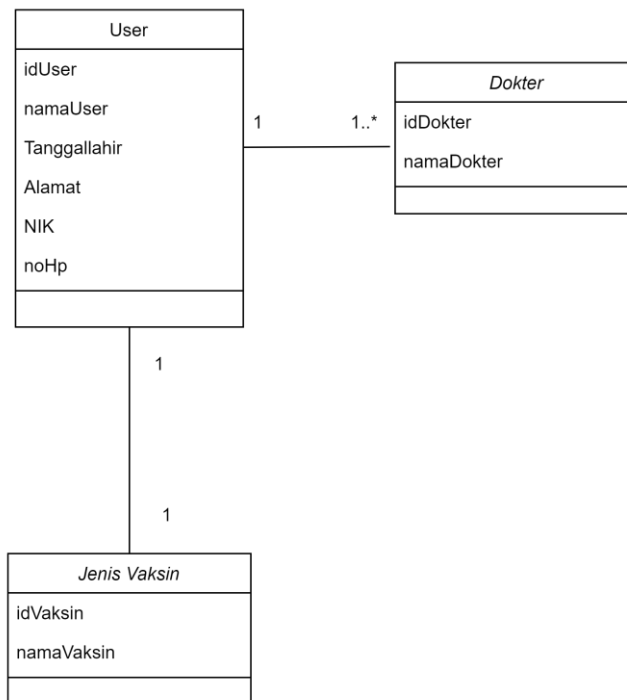 User
idUser
namaUser
Tanggallahir
Alamat
NIK
noHp
1
1..*
Dokter
idDokter
namaDokter
1
1
Jenis Vaksin
idVaksin
namaVaksin